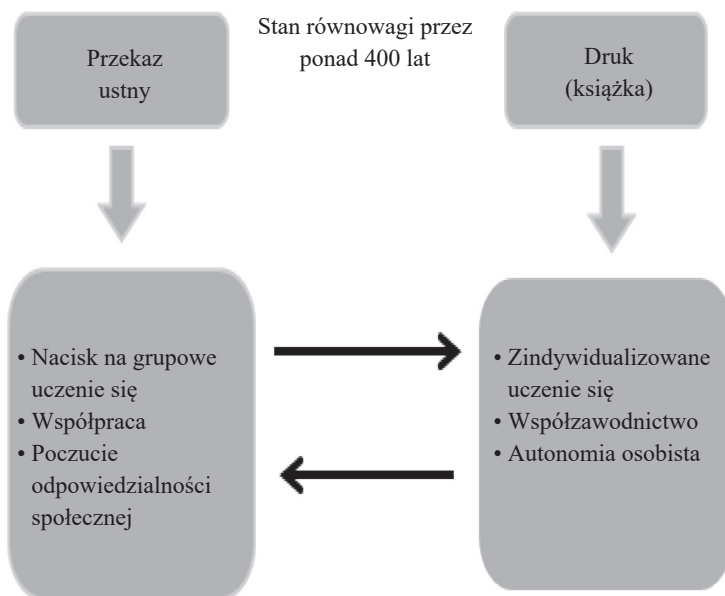 Przekaz
ustny
Stan równowagi przez
ponad 400 lat
Druk
(książka)
• Nacisk na grupowe
uczenie się
• Współpraca
• Poczucie
odpowiedzialności
społecznej
• Zindywidualizowane
uczenie się
• Współzawodnictwo
• Autonomia osobista